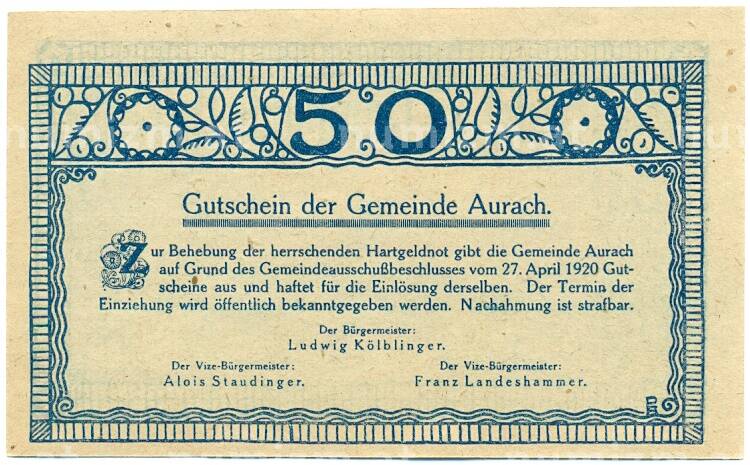 50
Gutschein der Gemeinde Aurach.
Zur Behebung der herrschenden Hartgeldnot gibt die Gemeinde Aurach
auf Grund des Gemeindeausschußbeschlusses vom 27. April 1920 Gut-
scheine aus und haftet für die Einlösung derselben. Der Termin der
Einziehung wird öffentlich bekanntgegeben werden. Nachahmung ist strafbar.
Der Bürgermeister:
Ludwig Kölblinger.
Der Vize-Bürgermeister: Der Vize-Bürgermeister:
Alois Staudinger. Franz Landeshammer.